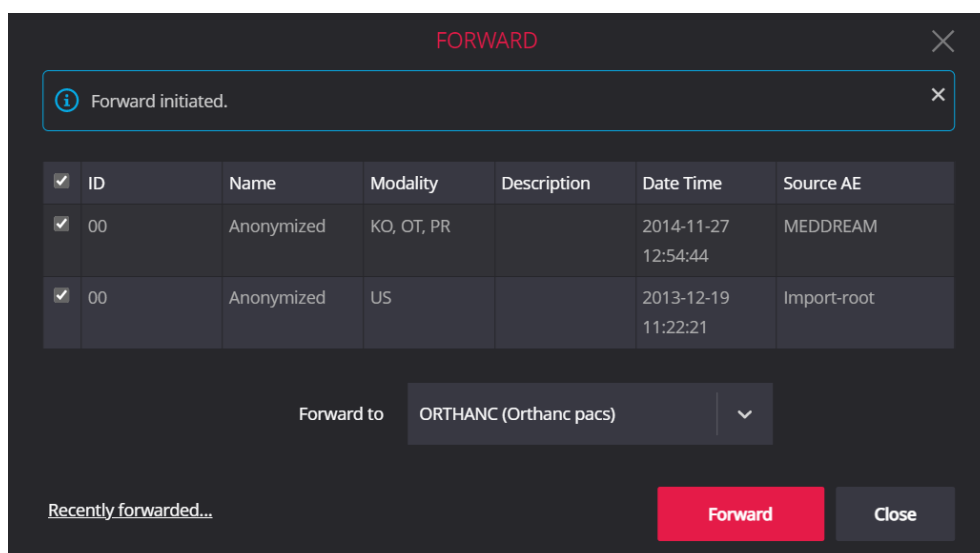 FORWARD
Forward initiated.
ID Name Modality Description Date Time Source AE
00 Anonymized KO, OT, PR 2014-11-27 MEDDREAM
12:54:44
00 Anonymized US 2013-12-19 Import-root
11:22:21
Forward to ORTHANC (Orthanc pacs)
Recently forwarded... Forward Close